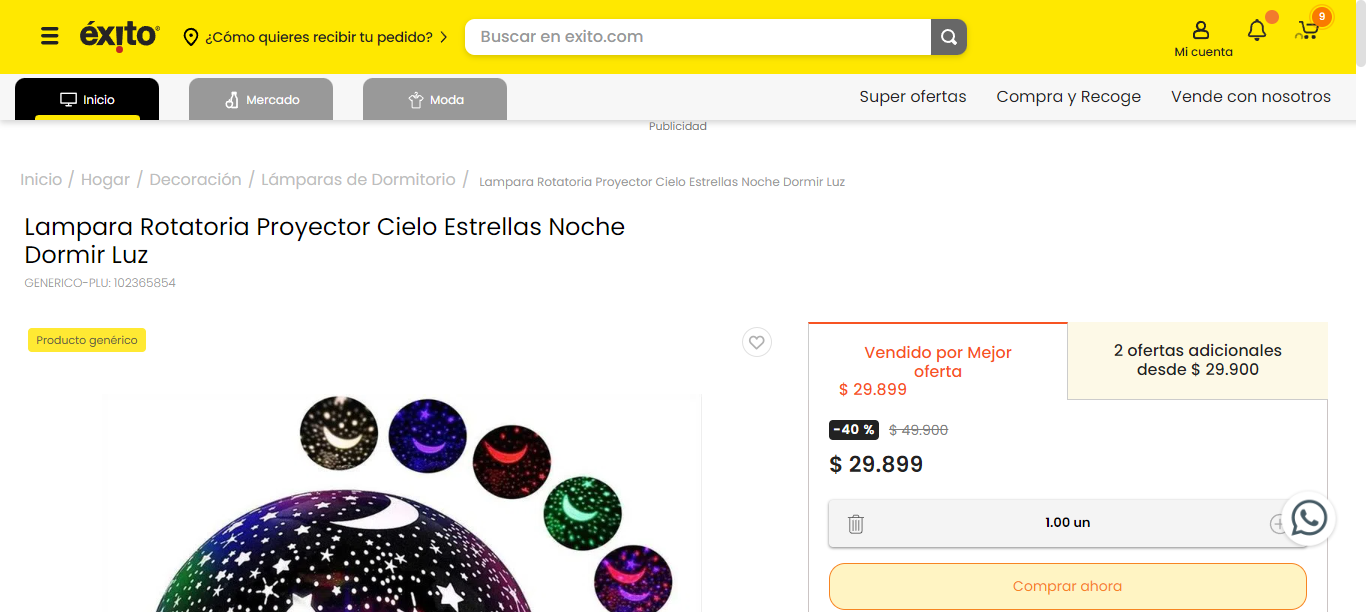 éxito
¿Cómo quieres recibir tu pedido?
Buscar en exito.com
Mi cuenta
9
Inicio
Mercado
Moda
Super ofertas
Compra y Recoge
Vende con nosotros
Publicidad
Inicio / Hogar / Decoración / Lámparas de Dormitorio / Lampara Rotatoria Proyector Cielo Estrellas Noche Dormir Luz
Lampara Rotatoria Proyector Cielo Estrellas Noche
Dormir Luz
GENERICO-PLU: 102365854
Producto genérico
Vendido por Mejor
oferta
$ 29.899
2 ofertas adicionales
desde $ 29.900
-40 % $ 49.900
$ 29.899
1.00 un
Comprar ahora